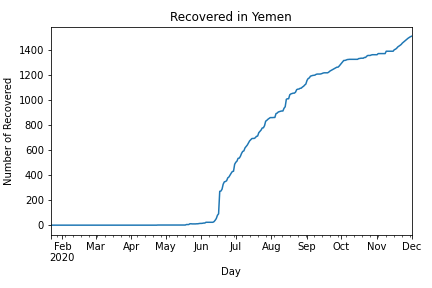 Recovered in Yemen
Number of Recovered
1400
1200
1000
800
600
400
200
0
Feb Mar Apr May Jun Jul Aug Sep Oct Nov Dec
2020
Day